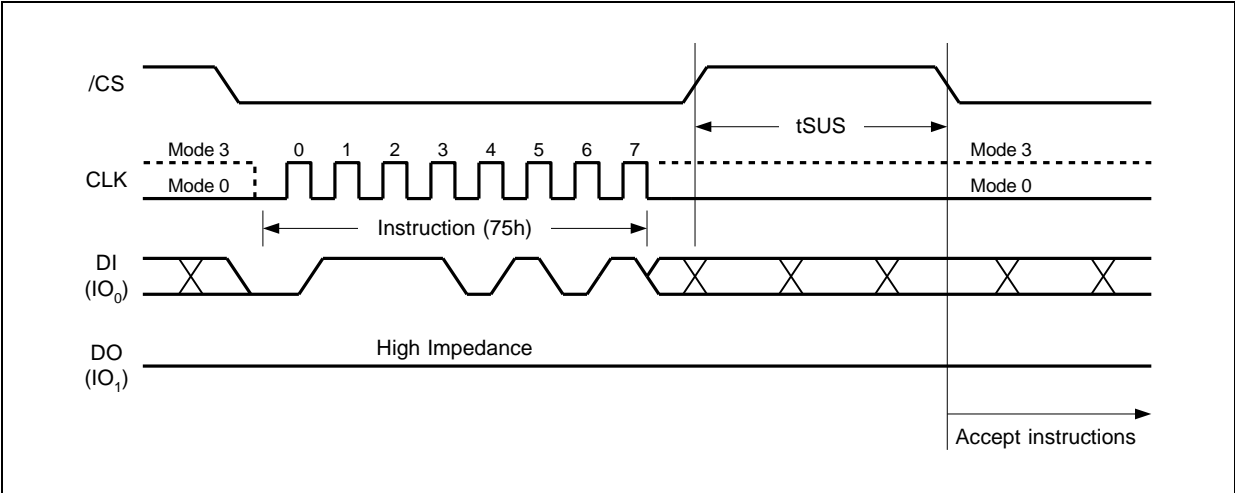 /CS
tSUS
Mode 3 0 1 2 3 4 5 6 7 Mode 3
CLK
Mode 0 Mode 0
Instruction (75h)
DI
(IO0)
High Impedance
DO
(IO1)
Accept instructions